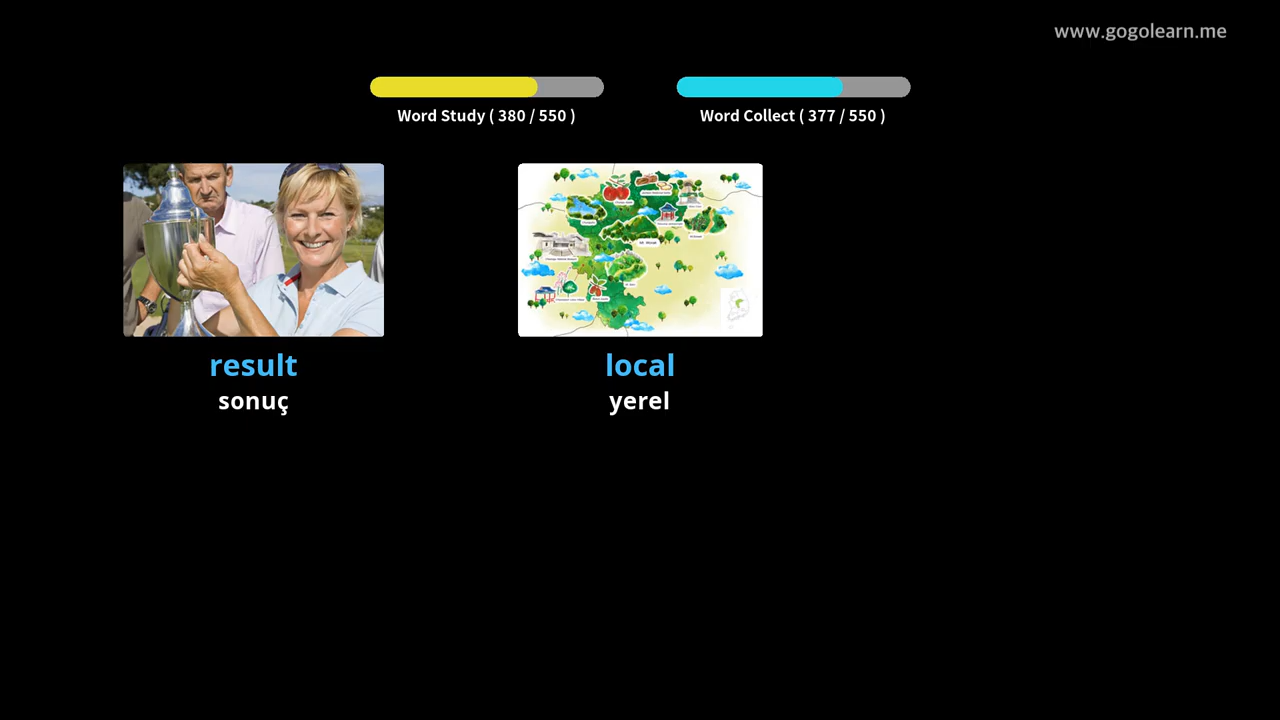 www.gogolearn.me
Word Study ( 380 / 550 )
Word Collect ( 377 / 550 )
result
sonuç
local
yerel